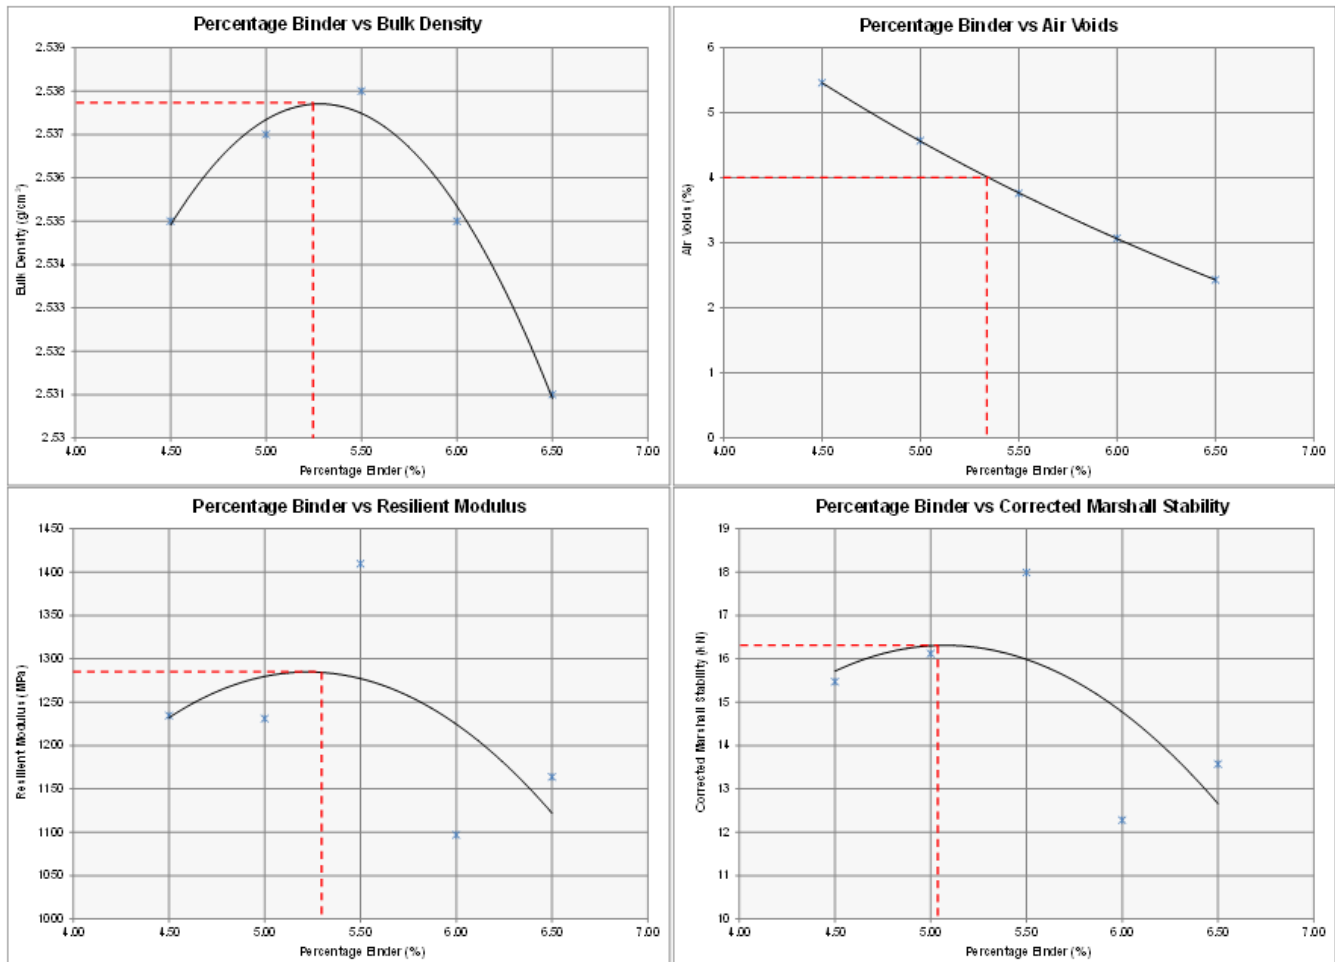 Percentage Binder vs Bulk Density
2.539
2.538
2.537
2.536
2.535
2.534
2.533
2.532
2.531
2.53
Bulk Density (g/cm³)
4.00 4.50 5.00 5.50 6.00 6.50 7.00
Percentage Binder (%)
Percentage Binder vs Air Voids
6
5
4
3
2
1
0
Air Voids (%)
4.00 4.50 5.00 5.50 6.00 6.50 7.00
Percentage Binder (%)
Percentage Binder vs Resilient Modulus
1450
1400
1350
1300
1250
1200
1150
1100
1050
1000
Resilient Modulus (MPa)
4.00 4.50 5.00 5.50 6.00 6.50 7.00
Percentage Binder (%)
Percentage Binder vs Corrected Marshall Stability
19
18
17
16
15
14
13
12
11
10
Corrected Marshall Stability (kN)
4.00 4.50 5.00 5.50 6.00 6.50 7.00
Percentage Binder (%)